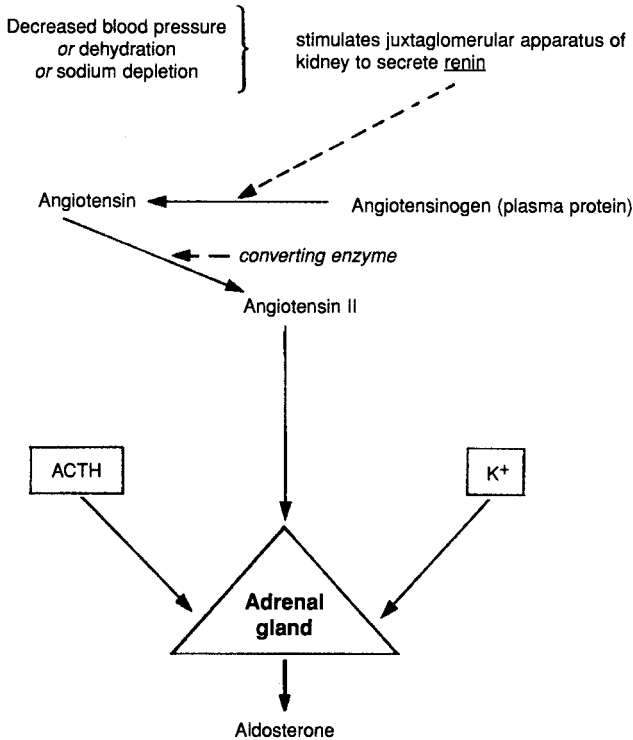 Decreased blood pressure
or dehydration
or sodium depletion
stimulates juxtaglomerular apparatus of
kidney to secrete renin
Angiotensin
Angiotensinogen (plasma protein)
converting enzyme
Angiotensin II
ACTH
K+
Adrenal
gland
Aldosterone